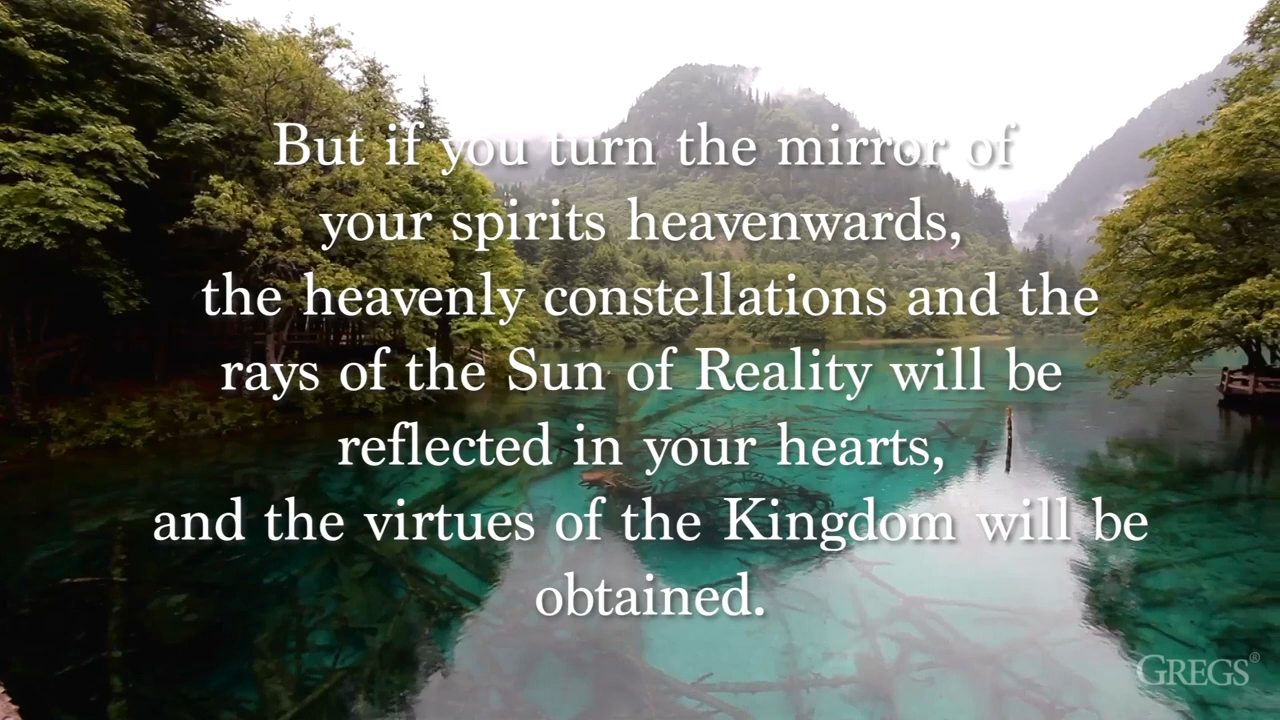 But if you turn the mirror of
your spirits heavenwards,
the heavenly constellations and the
rays of the Sun of Reality will be
reflected in your hearts,
and the virtues of the Kingdom will be
obtained.
GREGS®